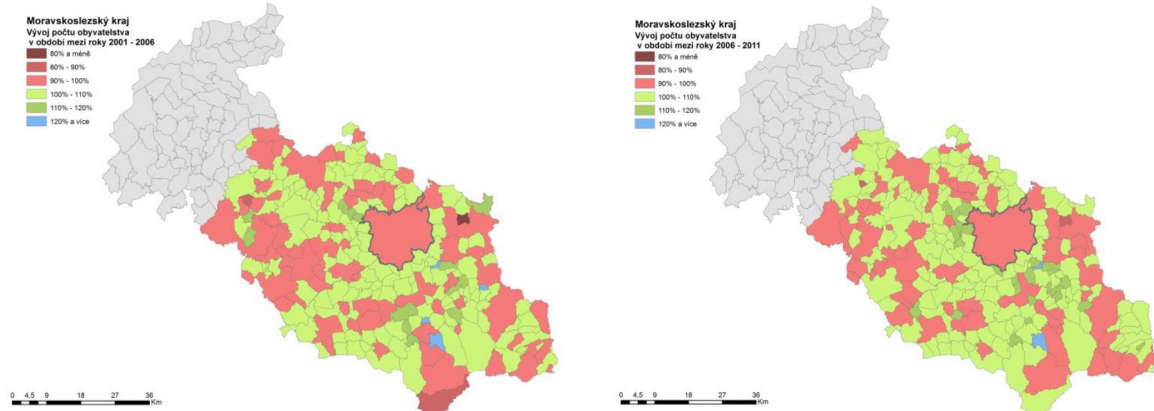 Moravskoslezský kraj
Vývoj počtu obyvatelstva
v období mezi roky 2001 - 2006
80% a méně
80% - 90%
90% - 100%
100% - 110%
110% - 120%
120% a více
0 4,5 9 18 27 36
Km
Moravskoslezský kraj
Vývoj počtu obyvatelstva
v období mezi roky 2006 - 2011
80% a méně
80% - 90%
90% - 100%
100% - 110%
110% - 120%
120% a více
0 4,5 9 18 27 36
Km